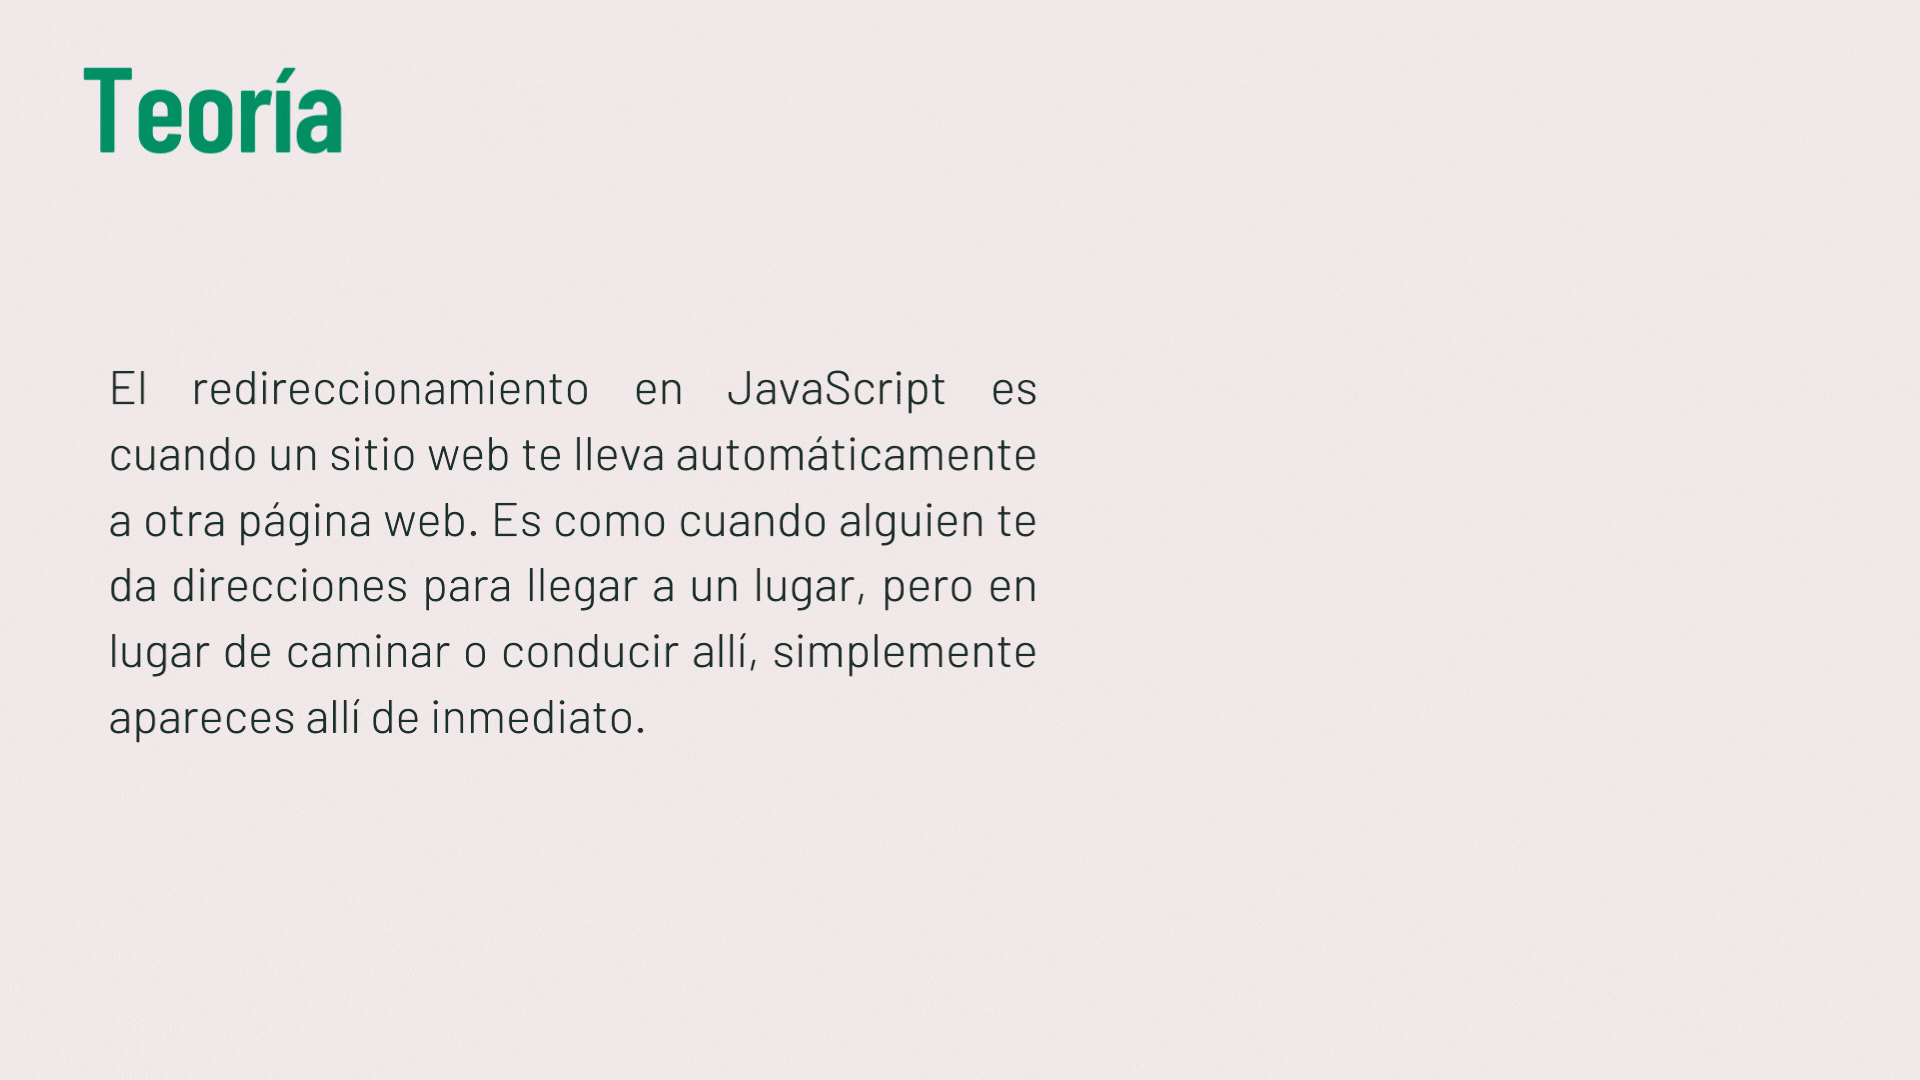 Teoría
El redireccionamiento en JavaScript es
cuando un sitio web te lleva automáticamente
a otra página web. Es como cuando alguien te
da direcciones para llegar a un lugar, pero en
lugar de caminar o conducir allí, simplemente
apareces allí de inmediato.